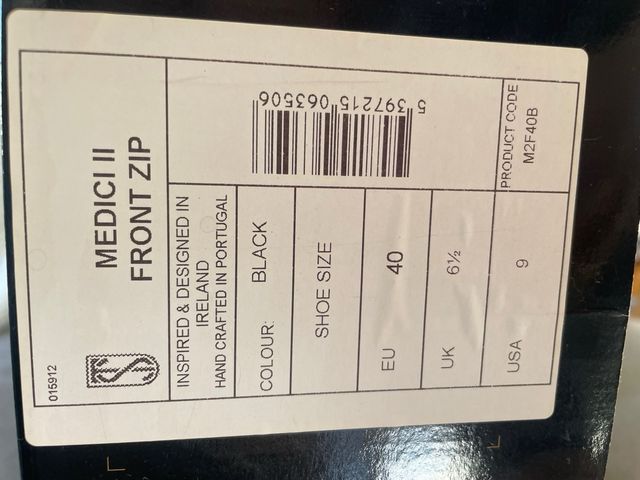 015912
MEDICI II
FRONT ZIP
INSPIRED & DESIGNED IN
IRELAND
HAND CRAFTED IN PORTUGAL
COLOUR: BLACK
SHOE SIZE
EU 40
UK 6½
USA 9
5 397215 063506
PRODUCT CODE
M2F40B